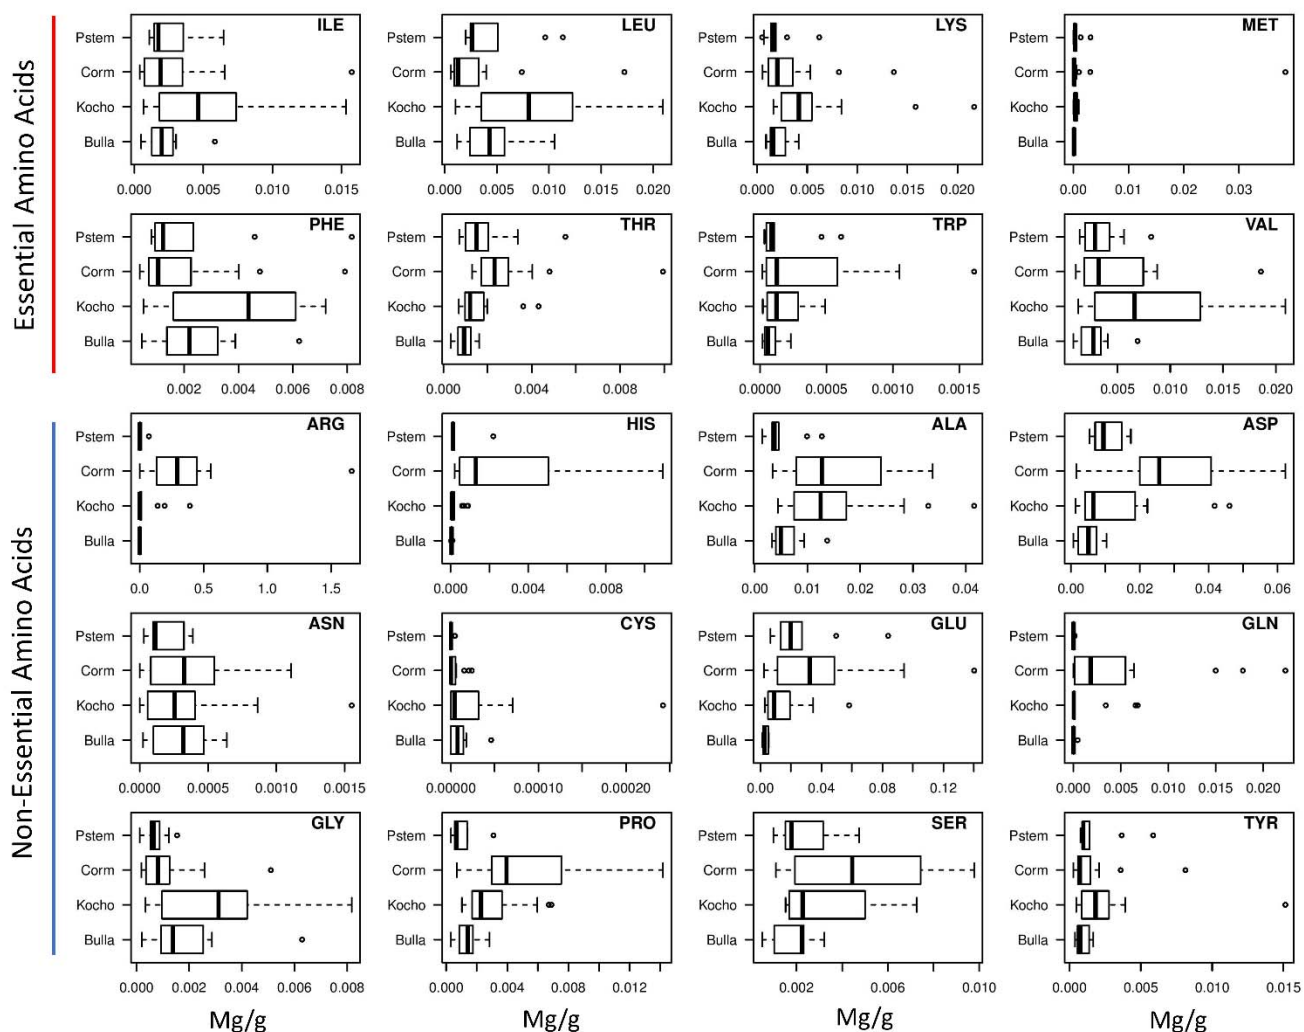 Essential Amino Acids
ILE
Pstem
Corm
Kocho
Bulla
0.000 0.005 0.010 0.015
LEU
Pstem
Corm
Kocho
Bulla
0.000 0.005 0.010 0.015 0.020
LYS
Pstem
Corm
Kocho
Bulla
0.000 0.005 0.010 0.015 0.020
MET
Pstem
Corm
Kocho
Bulla
0.00 0.01 0.02 0.03
PHE
Pstem
Corm
Kocho
Bulla
0.002 0.004 0.006 0.008
THR
Pstem
Corm
Kocho
Bulla
0.000 0.004 0.008
TRP
Pstem
Corm
Kocho
Bulla
0.0000 0.0005 0.0010 0.0015
VAL
Pstem
Corm
Kocho
Bulla
0.005 0.010 0.015 0.020
Non-Essential Amino Acids
ARG
Pstem
Corm
Kocho
Bulla
0.0 0.5 1.0 1.5
HIS
Pstem
Corm
Kocho
Bulla
0.000 0.004 0.008
ALA
Pstem
Corm
Kocho
Bulla
0.00 0.01 0.02 0.03 0.04
ASP
Pstem
Corm
Kocho
Bulla
0.00 0.02 0.04 0.06
ASN
Pstem
Corm
Kocho
Bulla
0.0000 0.0005 0.0010 0.0015
CYS
Pstem
Corm
Kocho
Bulla
0.00000 0.00010 0.00020
GLU
Pstem
Corm
Kocho
Bulla
0.00 0.04 0.08 0.12
GLN
Pstem
Corm
Kocho
Bulla
0.000 0.005 0.010 0.015 0.020
GLY
Pstem
Corm
Kocho
Bulla
0.000 0.002 0.004 0.006 0.008
Mg/g
PRO
Pstem
Corm
Kocho
Bulla
0.000 0.004 0.008 0.012
Mg/g
SER
Pstem
Corm
Kocho
Bulla
0.002 0.006 0.010
Mg/g
TYR
Pstem
Corm
Kocho
Bulla
0.000 0.005 0.010 0.015
Mg/g